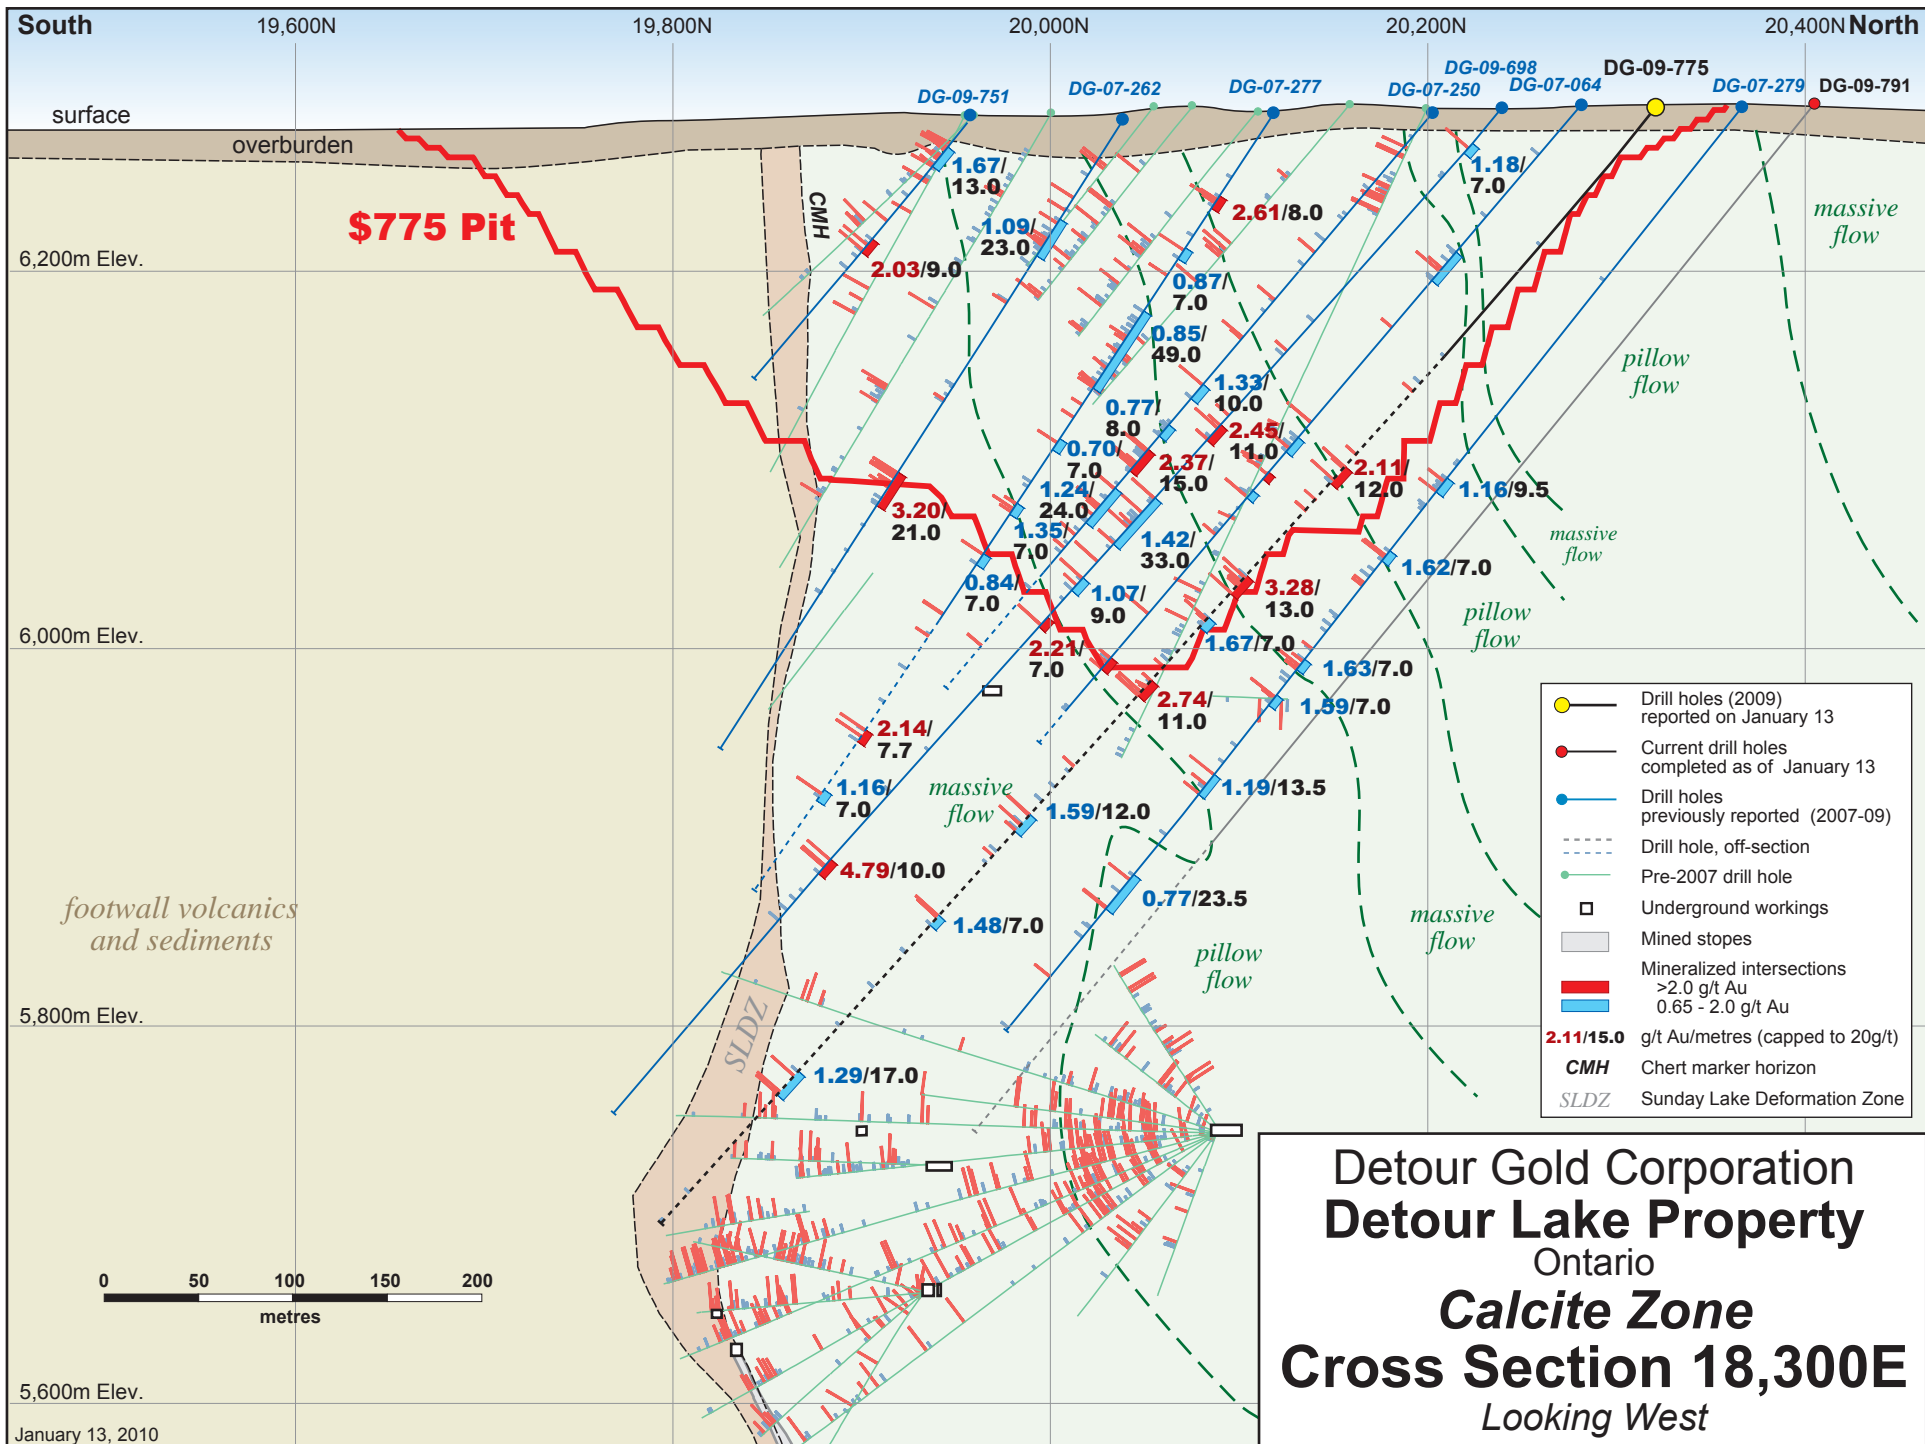 South
19,600N
19,800N
20,000N
20,200N
20,400N
North
DG-09-751
DG-07-262
DG-07-277
DG-07-250
DG-09-698
DG-07-064
DG-09-775
DG-07-279
DG-09-791
surface
overburden
$775 Pit
CMH
1.67/
13.0
1.18/
7.0
2.61/8.0
massive
flow
1.09/
23.0
6,200m Elev.
2.03/9.0
0.87/
7.0
0.85/
49.0
pillow
flow
1.33/
10.0
0.77/
8.0
2.45/
11.0
0.70/
7.0
2.37/
15.0
2.11/
12.0
1.16/9.5
1.24/
24.0
3.20/
21.0
1.35/
7.0
1.42/
33.0
massive
flow
1.62/7.0
0.84/
7.0
1.07/
9.0
3.28/
13.0
pillow
flow
6,000m Elev.
2.21/
7.0
1.67/7.0
1.63/7.0
2.74/
11.0
1.59/7.0
2.14/
7.7
1.16/
7.0
massive
flow
1.19/13.5
1.59/12.0
4.79/10.0
0.77/23.5
1.48/7.0
massive
flow
pillow
flow
footwall volcanics
and sediments
5,800m Elev.
SLDZ
1.29/17.0
Drill holes (2009)
reported on January 13
Current drill holes
completed as of January 13
Drill holes
previously reported (2007-09)
Drill hole, off-section
Pre-2007 drill hole
Underground workings
Mined stopes
Mineralized intersections
>2.0 g/t Au
0.65 - 2.0 g/t Au
2.11/15.0 g/t Au/metres (capped to 20g/t)
CMH Chert marker horizon
SLDZ Sunday Lake Deformation Zone
0 50 100 150 200
metres
5,600m Elev.
January 13, 2010
Detour Gold Corporation
Detour Lake Property
Ontario
Calcite Zone
Cross Section 18,300E
Looking West